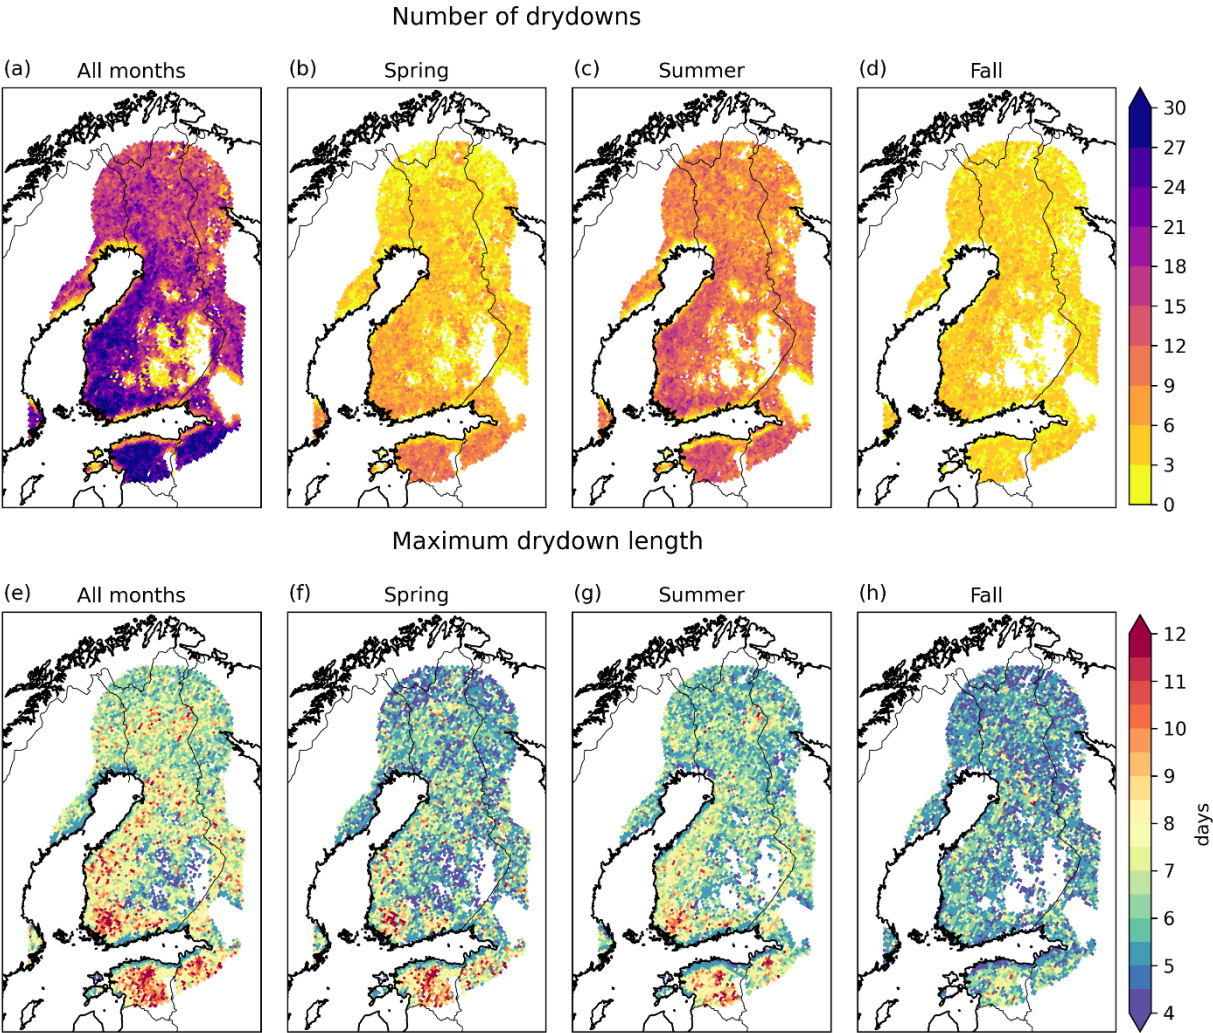 Number of drydowns
(a) All months
(b) Spring
(c) Summer
(d) Fall
30
27
24
21
18
15
12
9
6
3
0
Maximum drydown length
(e) All months
(f) Spring
(g) Summer
(h) Fall
12
11
10
9
8
7
6
5
4
days